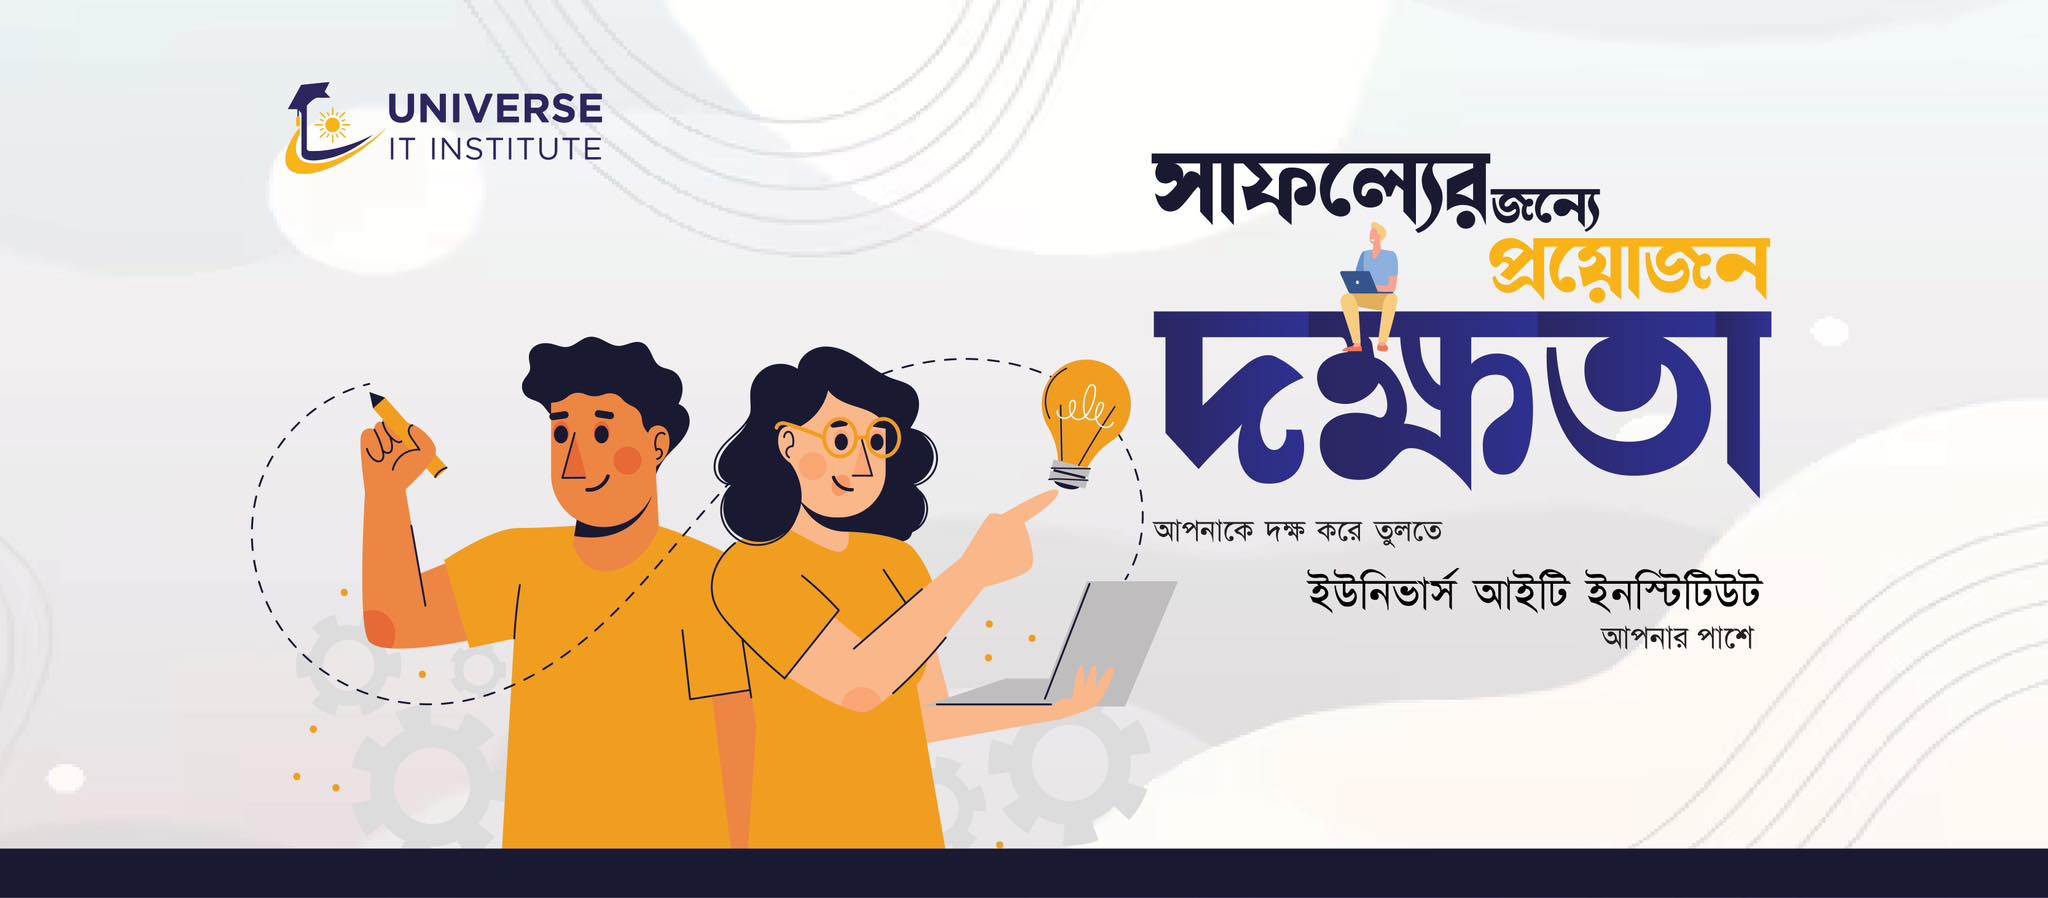 UNIVERSE
IT INSTITUTE
সাফল্যের জন্যে
প্রয়োজন
দক্ষতা
আপনাকে দক্ষ করে তুলতে
ইউনিভার্স আইটি ইনস্টিটিউট
আপনার পাশে